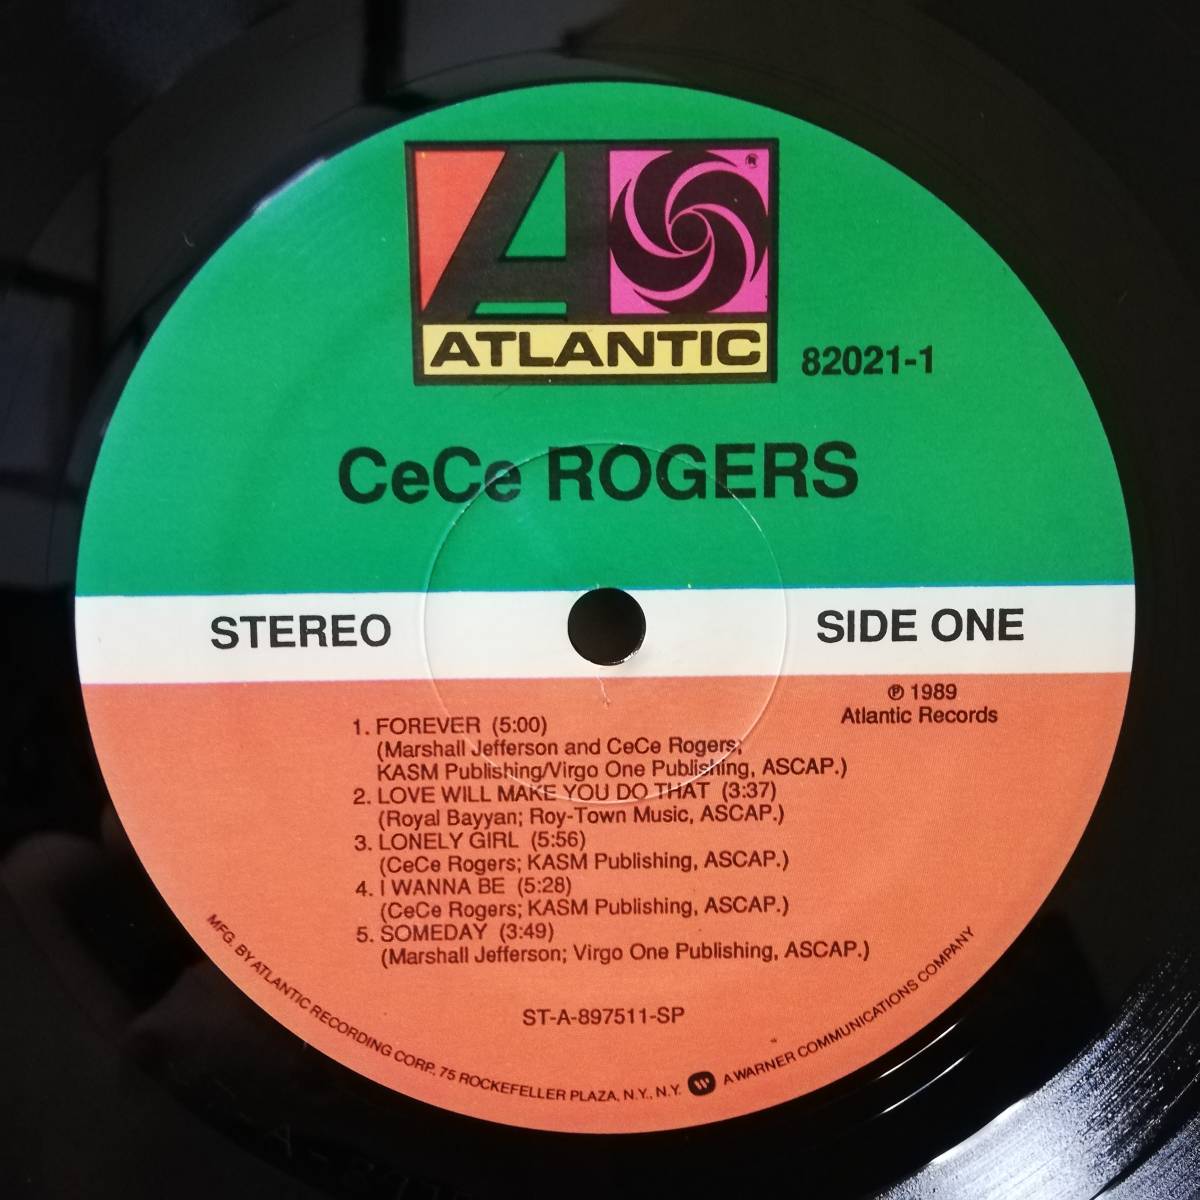 A
®
ATLANTIC
82021-1
CeCe ROGERS
STEREO
SIDE ONE
℗ 1989
Atlantic Records
1. FOREVER (5:00)
(Marshall Jefferson and CeCe Rogers;
KASM Publishing/Virgo One Publishing, ASCAP.)
2. LOVE WILL MAKE YOU DO THAT (3:37)
(Royal Bayyan; Roy-Town Music, ASCAP.)
3. LONELY GIRL (5:56)
(CeCe Rogers; KASM Publishing, ASCAP.)
4. I WANNA BE (5:28)
(CeCe Rogers; KASM Publishing, ASCAP.)
5. SOMEDAY (3:49)
(Marshall Jefferson; Virgo One Publishing, ASCAP.)
ST-A-897511-SP
MFG. BY ATLANTIC RECORDING CORP. 75 ROCKEFELLER PLAZA, N.Y., N.Y. W A WARNER COMMUNICATIONS COMPANY